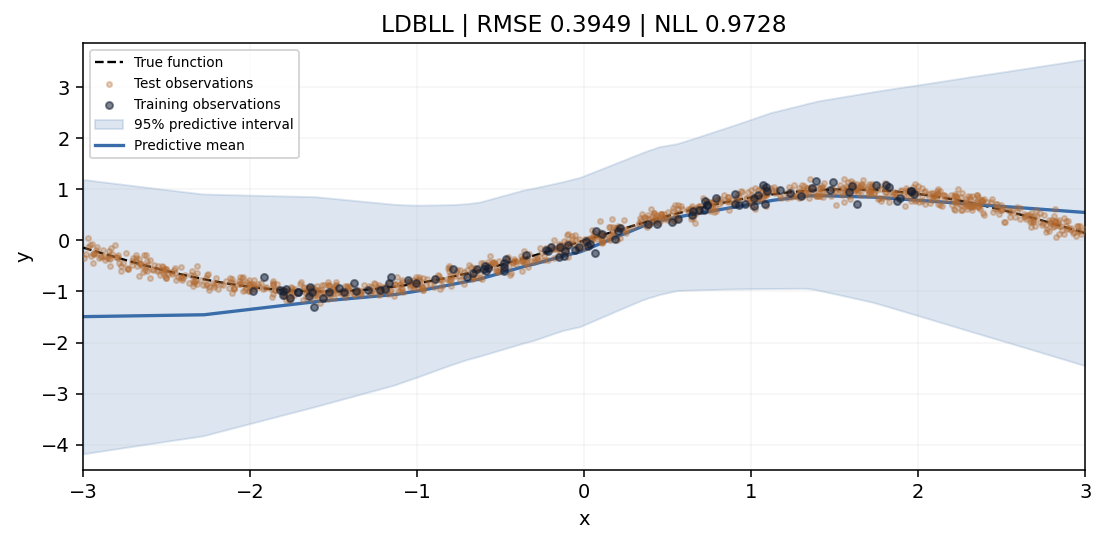 LDBLL | RMSE 0.3949 | NLL 0.9728
True function
Test observations
Training observations
95% predictive interval
Predictive mean
y
3
2
1
0
−1
−2
−3
−4
−3
−2
−1
0
1
2
3
x